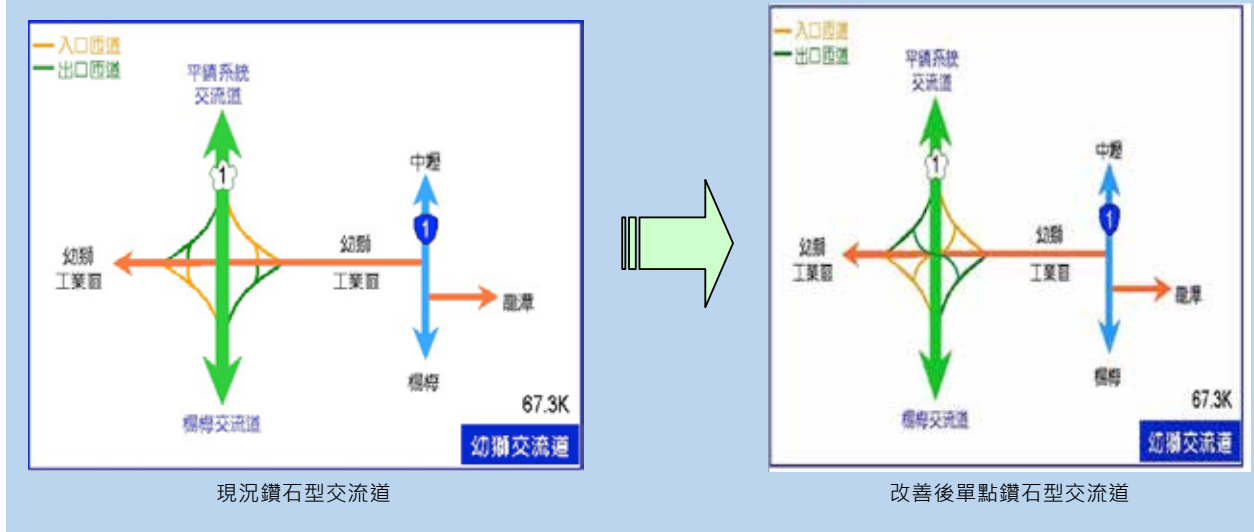 入口匝道
出口匝道
平鎮系統
交流道
1
中壢
1
幼獅
工業區
幼獅
工業區
龍潭
楊梅
67.3K
楊梅交流道
幼獅交流道
現況鑽石型交流道
入口匝道
出口匝道
平鎮系統
交流道
1
中壢
1
幼獅
工業區
幼獅
工業區
龍潭
楊梅
67.3K
楊梅交流道
幼獅交流道
改善後單點鑽石型交流道